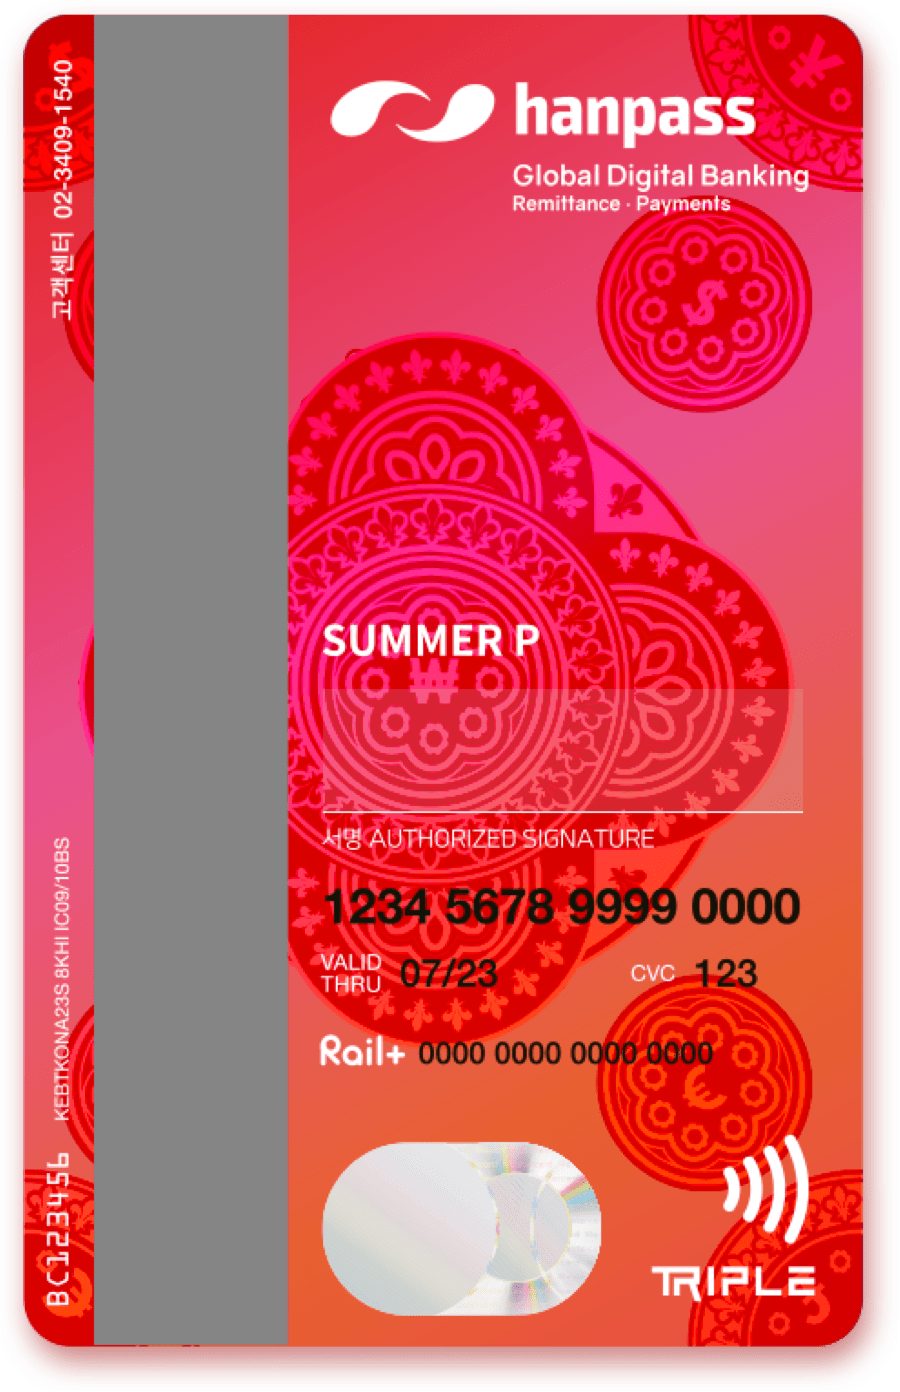 hanpass
Global Digital Banking
Remittance · Payments
고객센터 02-3409-1540
SUMMER P
₩
서명 AUTHORIZED SIGNATURE
1234 5678 9999 0000
VALID THRU 07/23 CVC 123
Rail+ 0000 0000 0000 0000
KEBTKONA23S 8KHI IC09/10BS
BC123456
TRIPLE
$
¥
€